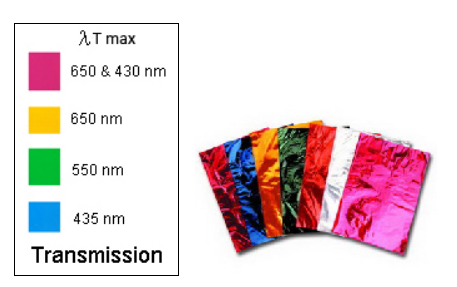 λT max
650 & 430 nm
650 nm
550 nm
435 nm
Transmission